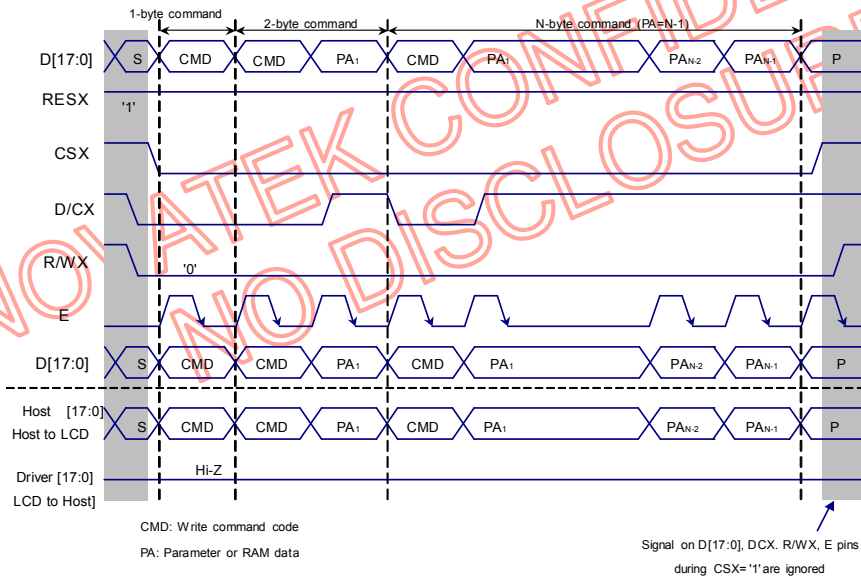 1-byte command
2-byte command
N-byte command (PA=N-1)
D[17:0] S CMD CMD PA1 CMD PA1 PAN-2 PAN-1 P
RESX '1'
CSX
D/CX
R/WX '0'
E
D[17:0] S CMD CMD PA1 CMD PA1 PAN-2 PAN-1 P
Host [17:0]
Host to LCD S CMD CMD PA1 CMD PA1 PAN-2 PAN-1 P
Hi-Z
Driver [17:0]
LCD to Host]
CMD: Write command code
PA: Parameter or RAM data
Signal on D[17:0], DCX. R/WX, E pins
during CSX= '1' are ignored
NOVATEK CONFIDE
NO DISCLOSURE